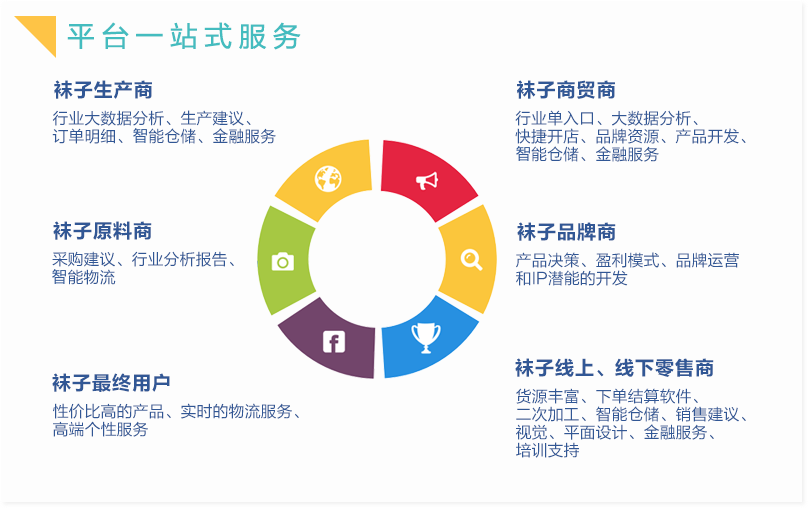 平台一站式服务
袜子生产商
行业大数据分析、生产建议、
订单明细、智能仓储、金融服务
袜子商贸商
行业单入口、大数据分析、
快捷开店、品牌资源、产品开发、
智能仓储、金融服务
袜子原料商
采购建议、行业分析报告、
智能物流
袜子品牌商
产品决策、盈利模式、品牌运营
和IP潜能的开发
袜子最终用户
性价比高的产品、实时的物流服务、
高端个性服务
袜子线上、线下零售商
货源丰富、下单结算软件、
二次加工、智能仓储、销售建议、
视觉、平面设计、金融服务、
培训支持